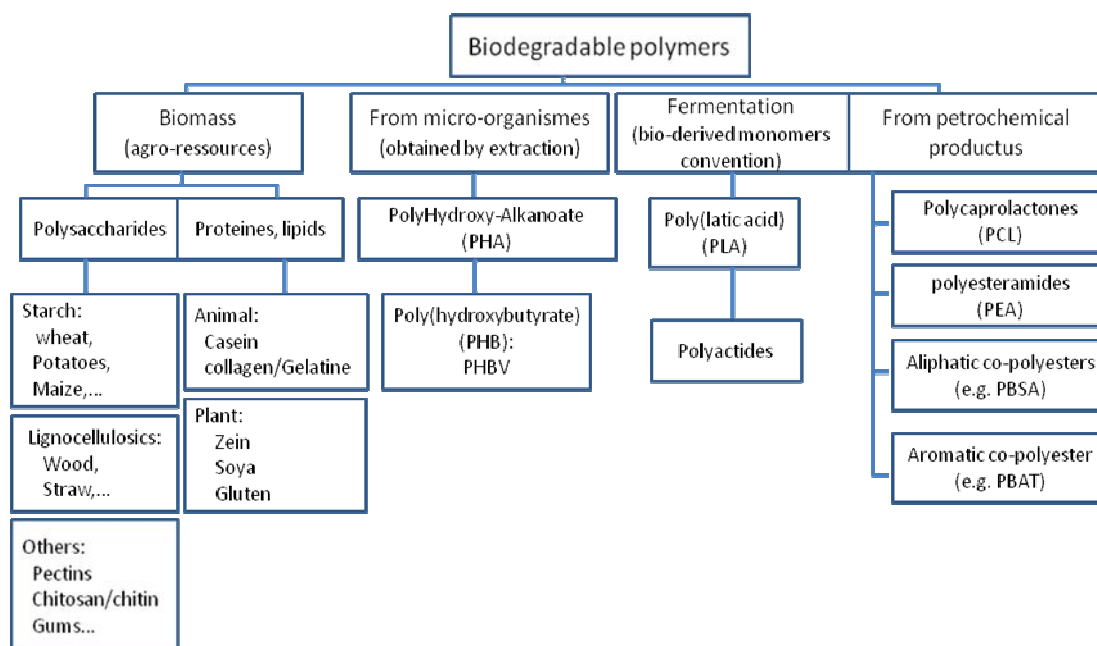 Biodegradable polymers
Biomass
(agro-ressources)
From micro-organismes
(obtained by extraction)
Fermentation
(bio-derived monomers
convention)
From petrochemical
productus
Polysaccharides
Proteines, lipids
PolyHydroxy-Alkanoate
(PHA)
Poly(latic acid)
(PLA)
Polycaprolactones
(PCL)
Starch:
wheat,
Potatoes,
Maize,...
Animal:
Casein
collagen/Gelatine
Poly(hydroxybutyrate)
(PHB):
PHBV
Polyactides
polyesteramides
(PEA)
Aliphatic co-polyesters
(e.g. PBSA)
Lignocellulosics:
Wood,
Straw,...
Plant:
Zein
Soya
Gluten
Aromatic co-polyester
(e.g. PBAT)
Others:
Pectins
Chitosan/chitin
Gums...